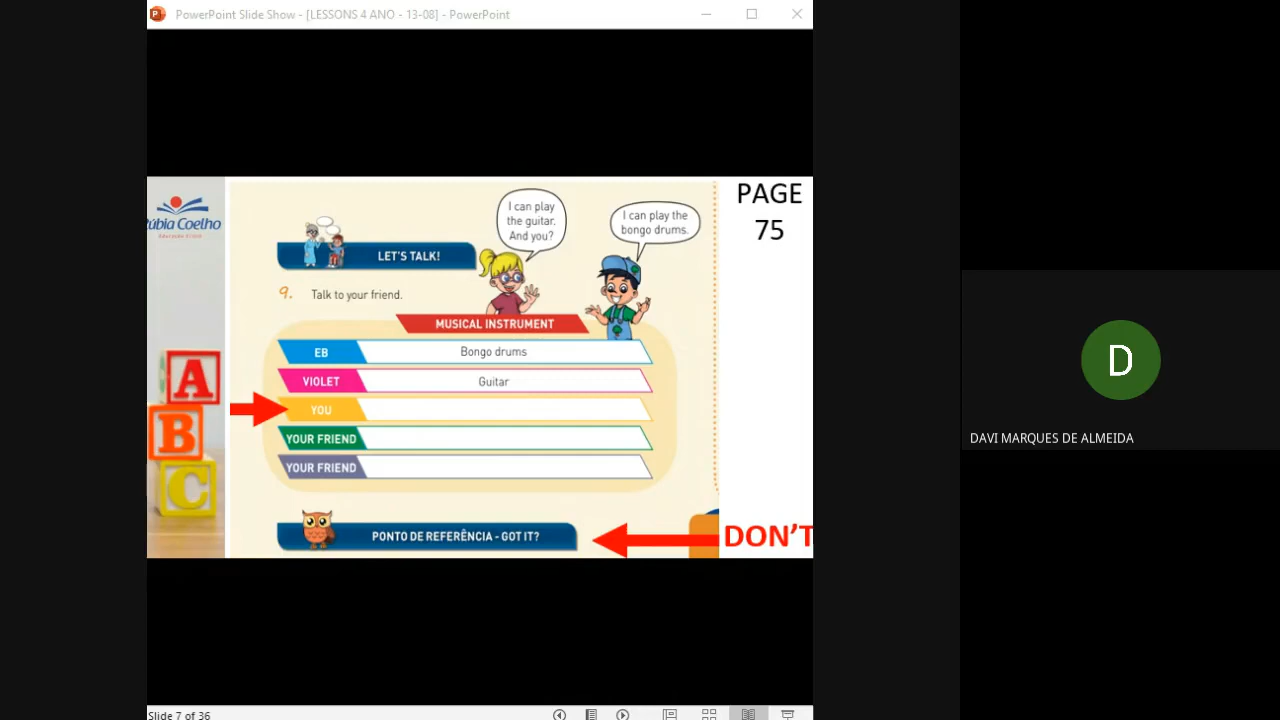 PowerPoint Slide Show - [LESSONS 4 ANO - 13-08] - PowerPoint
Rúbia Coelho
I can play
the guitar.
And you?
I can play the
bongo drums.
PAGE
75
LET'S TALK!
9. Talk to your friend.
MUSICAL INSTRUMENT
EB Bongo drums
VIOLET Guitar
YOU
YOUR FRIEND
YOUR FRIEND
A
B
C
PONTO DE REFERÊNCIA - GOT IT?
DON'T
D
DAVI MARQUES DE ALMEIDA
Slide 7 of 36